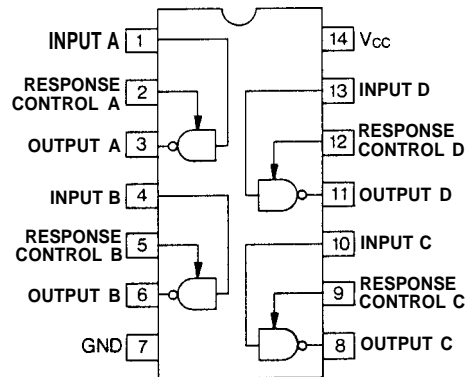 INPUT A 1
RESPONSE
CONTROL A 2
OUTPUT A 3
INPUT B 4
RESPONSE
CONTROL B 5
OUTPUT B 6
GND 7
14 VCC
13 INPUT D
12 RESPONSE
CONTROL D
11 OUTPUT D
10 INPUT C
9 RESPONSE
CONTROL C
8 OUTPUT C